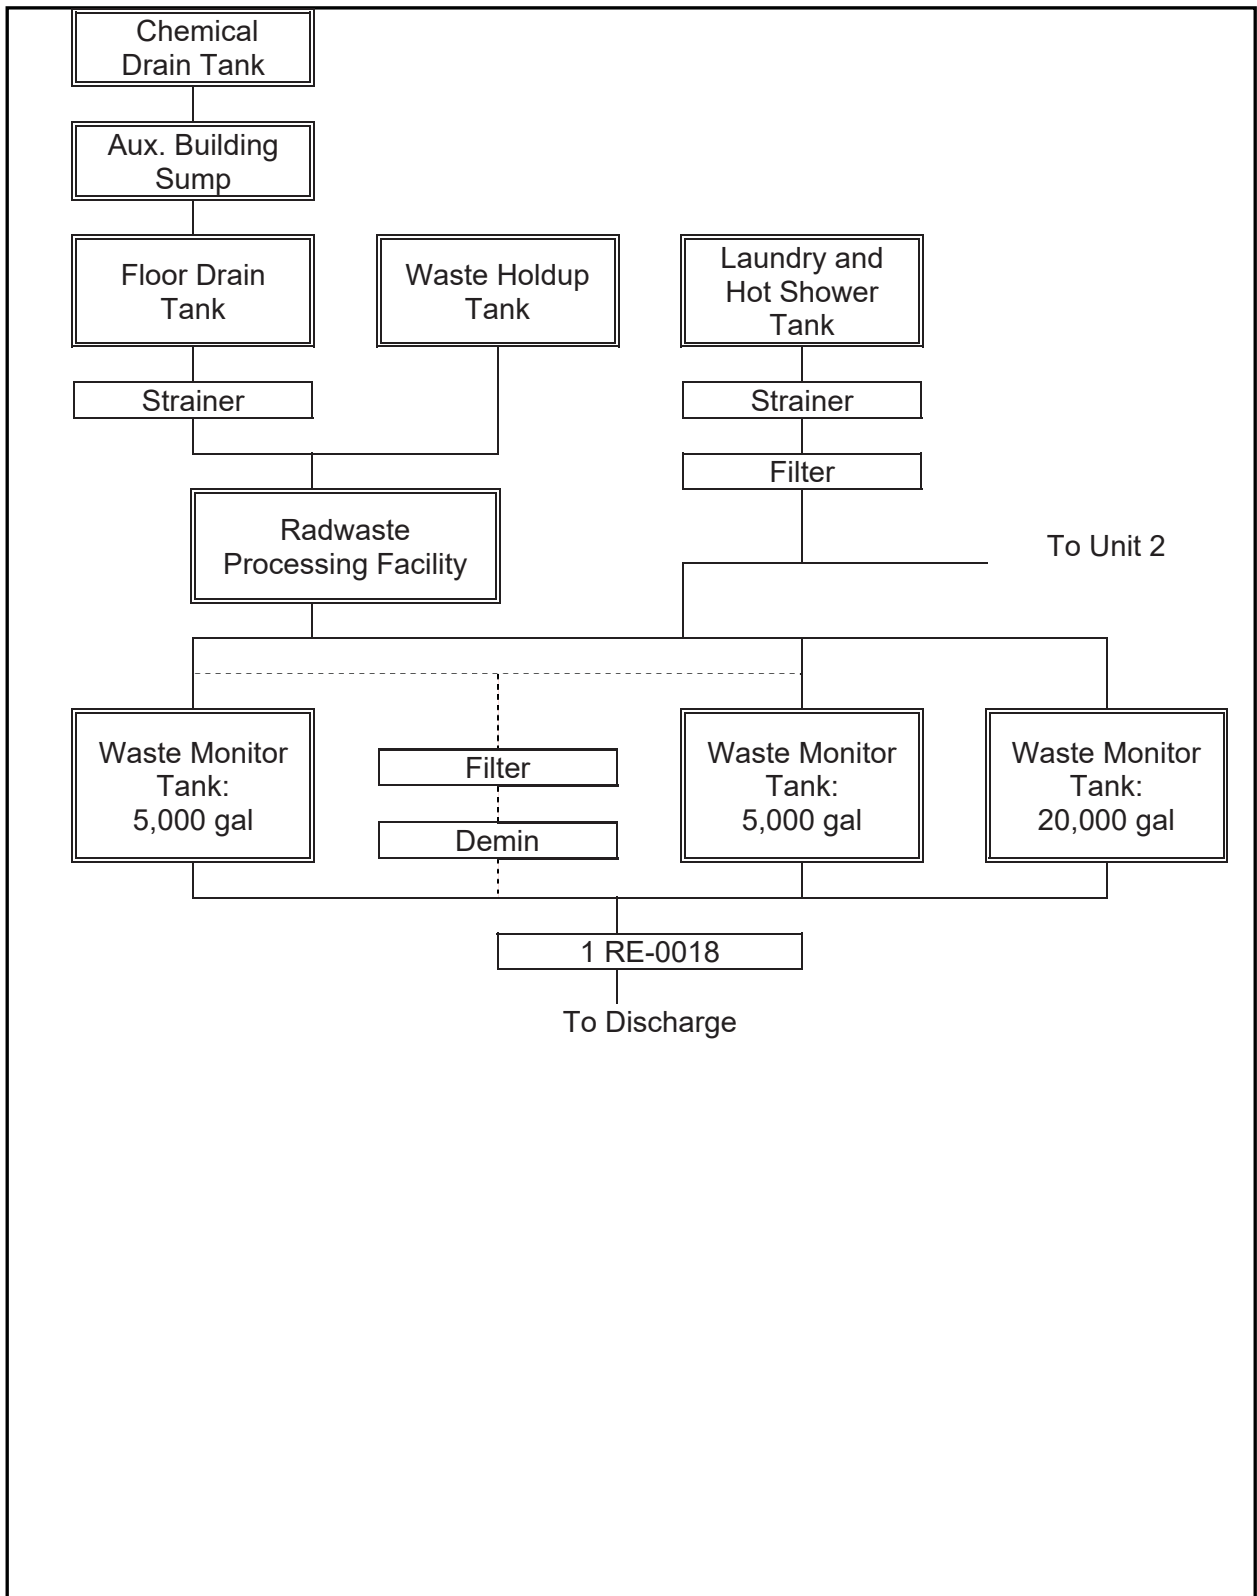 Chemical
Drain Tank
Aux. Building
Sump
Floor Drain
Tank
Waste Holdup
Tank
Laundry and
Hot Shower
Tank
Strainer
Strainer
Filter
Radwaste
Processing Facility
To Unit 2
Waste Monitor
Tank:
5,000 gal
Filter
Demin
Waste Monitor
Tank:
5,000 gal
Waste Monitor
Tank:
20,000 gal
1 RE-0018
To Discharge